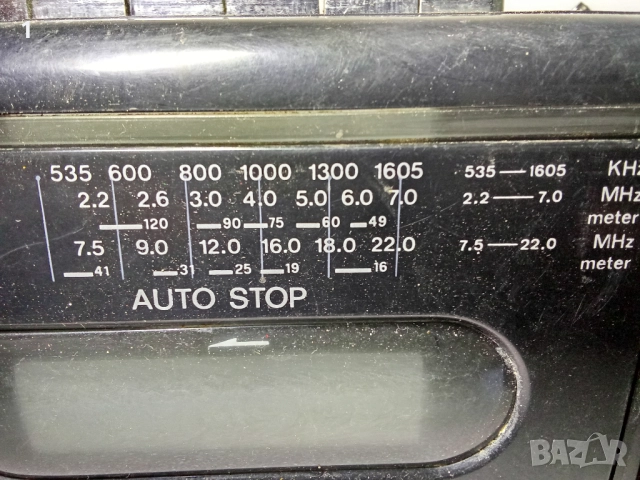 535 600 800 1000 1300 1605 535—1605 KHz
2.2 2.6 3.0 4.0 5.0 6.0 7.0 2.2—7.0 MHz
120 90 75 60 49 meter
7.5 9.0 12.0 16.0 18.0 22.0 7.5—22.0 MHz
41 31 25 19 16 meter
AUTO STOP
BAZAR